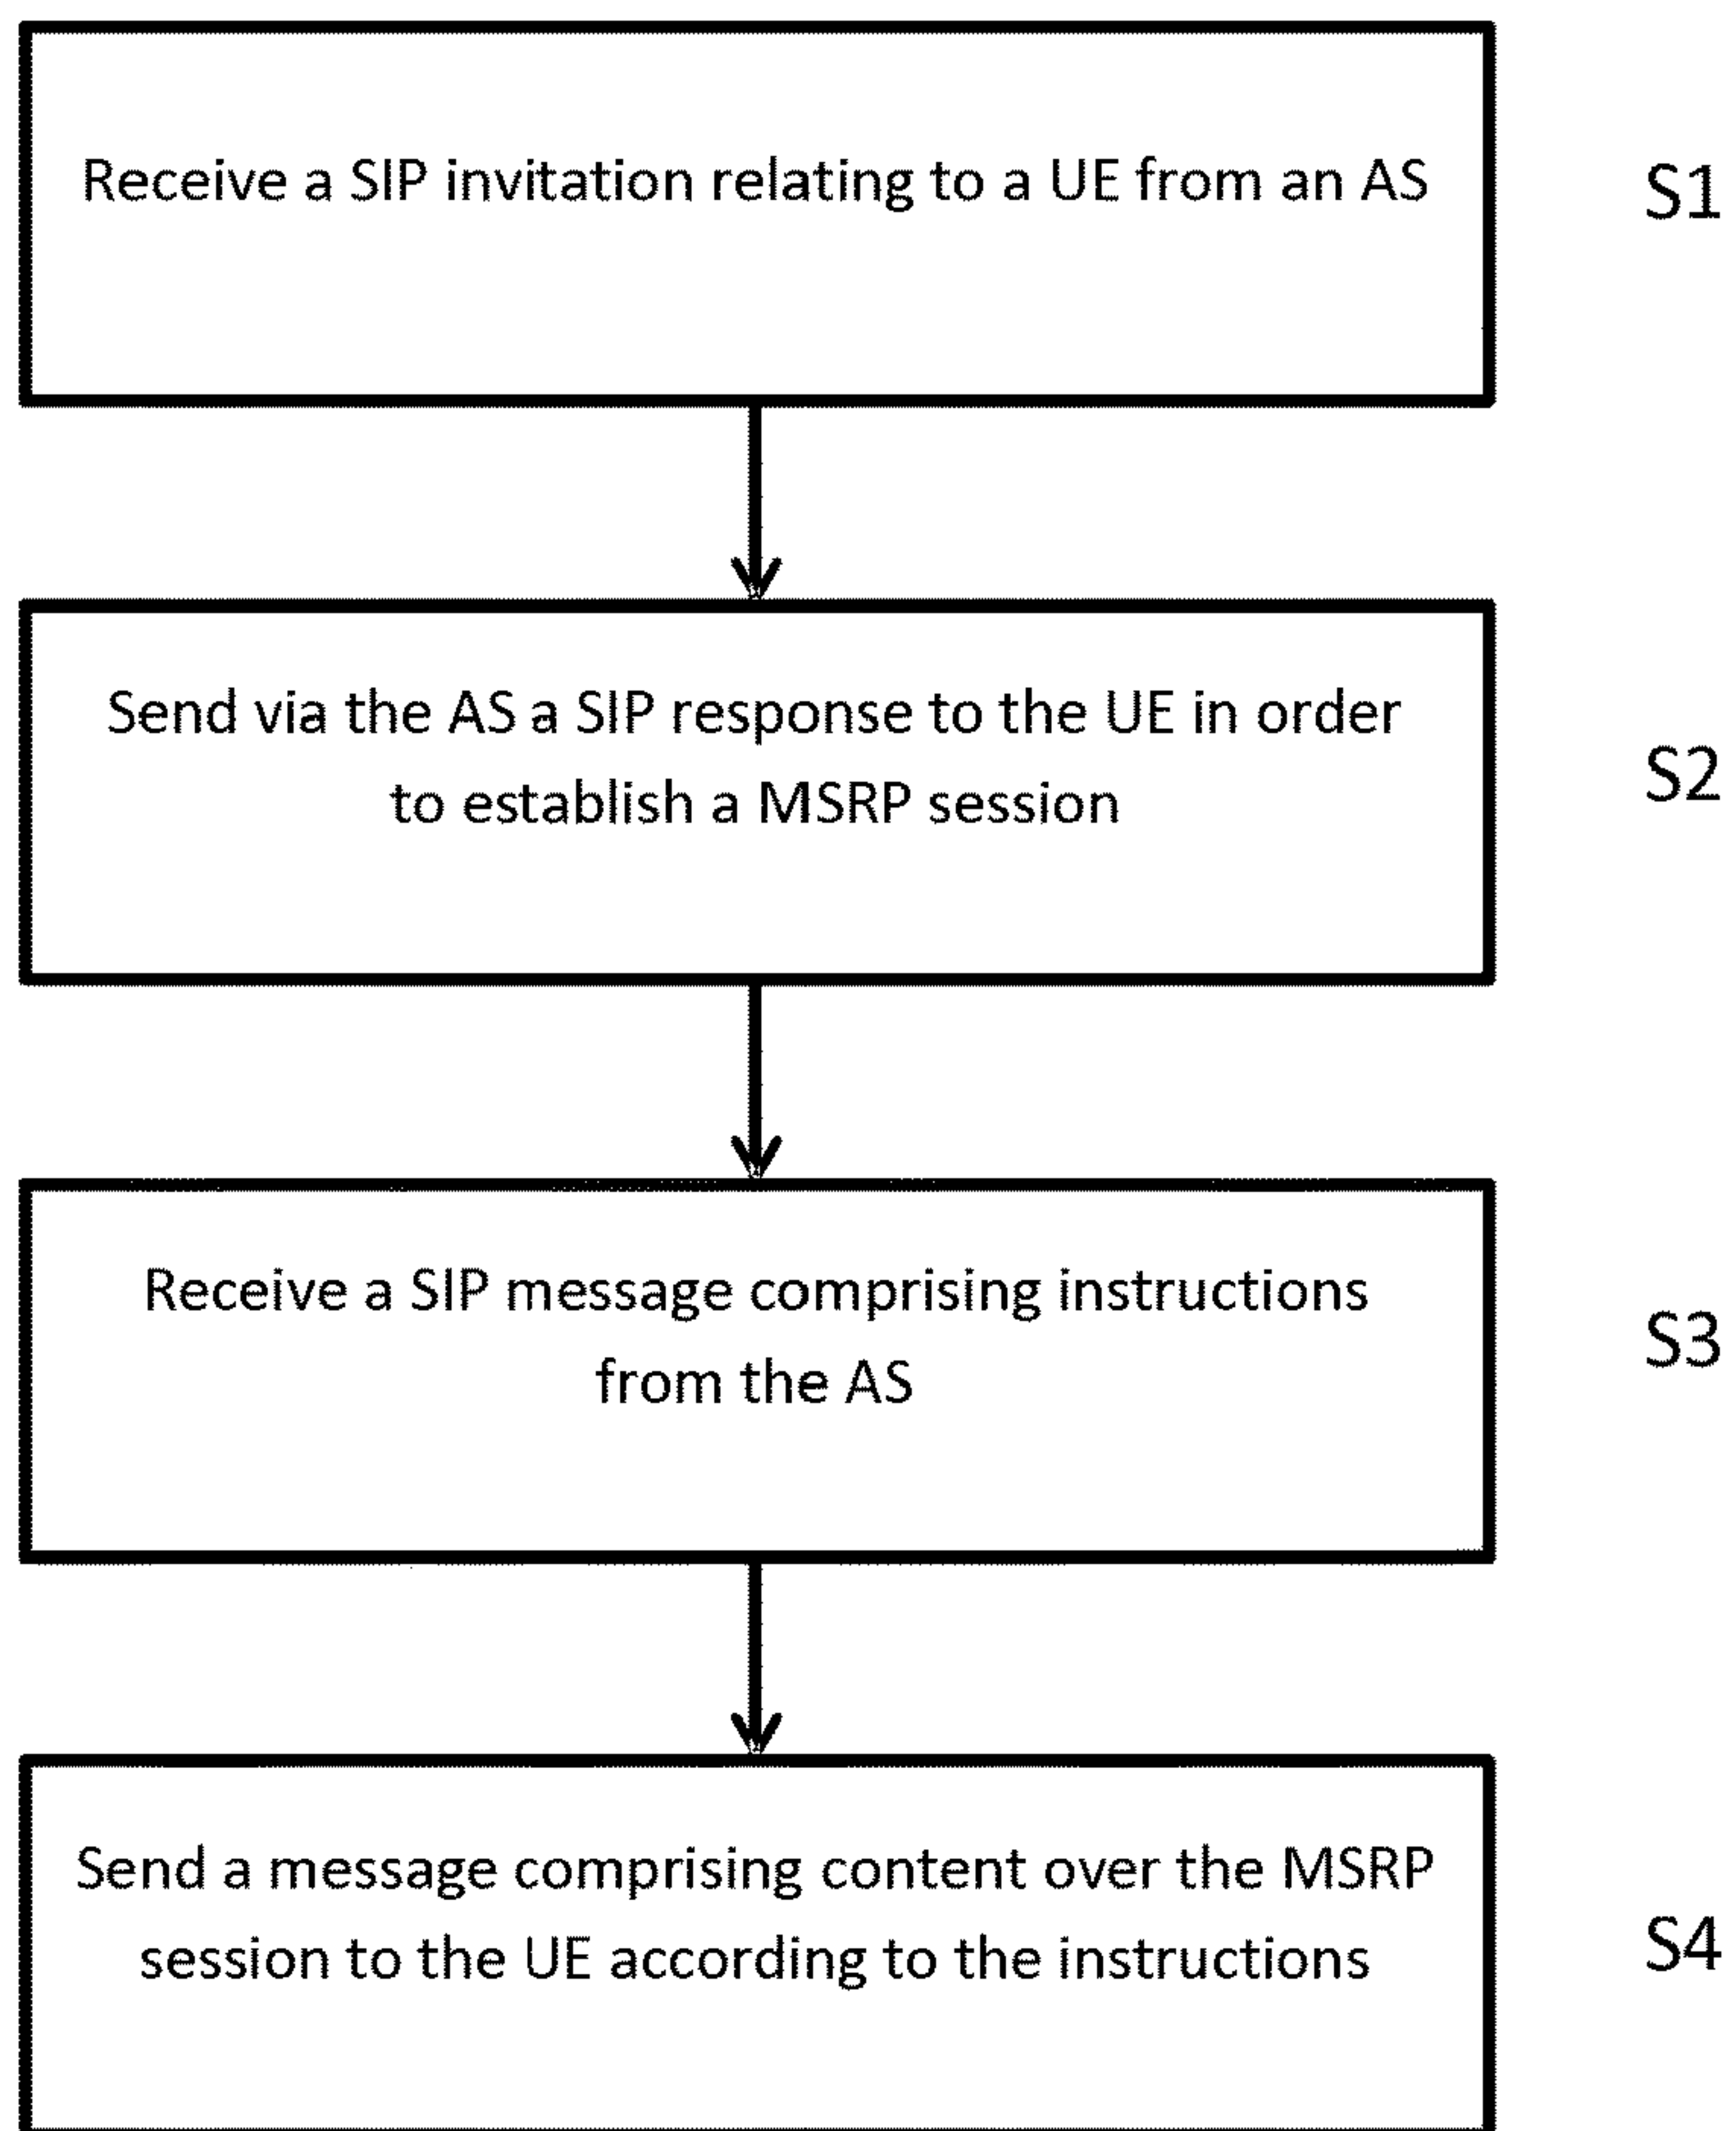 Receive a SIP invitation relating to a UE from an AS
S1
Send via the AS a SIP response to the UE in order
to establish a MSRP session
S2
Receive a SIP message comprising instructions
from the AS
S3
Send a message comprising content over the MSRP
session to the UE according to the instructions
S4